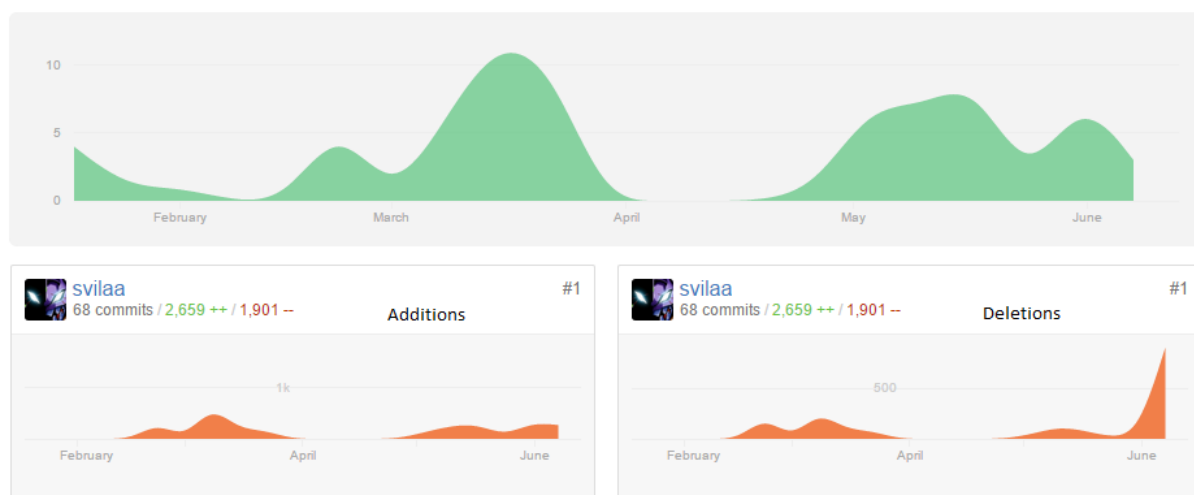 10
5
0
February March April May June
svilaa #1
68 commits / 2,659 ++ / 1,901 --
Additions
1k
February April June
svilaa #1
68 commits / 2,659 ++ / 1,901 --
Deletions
500
February April June